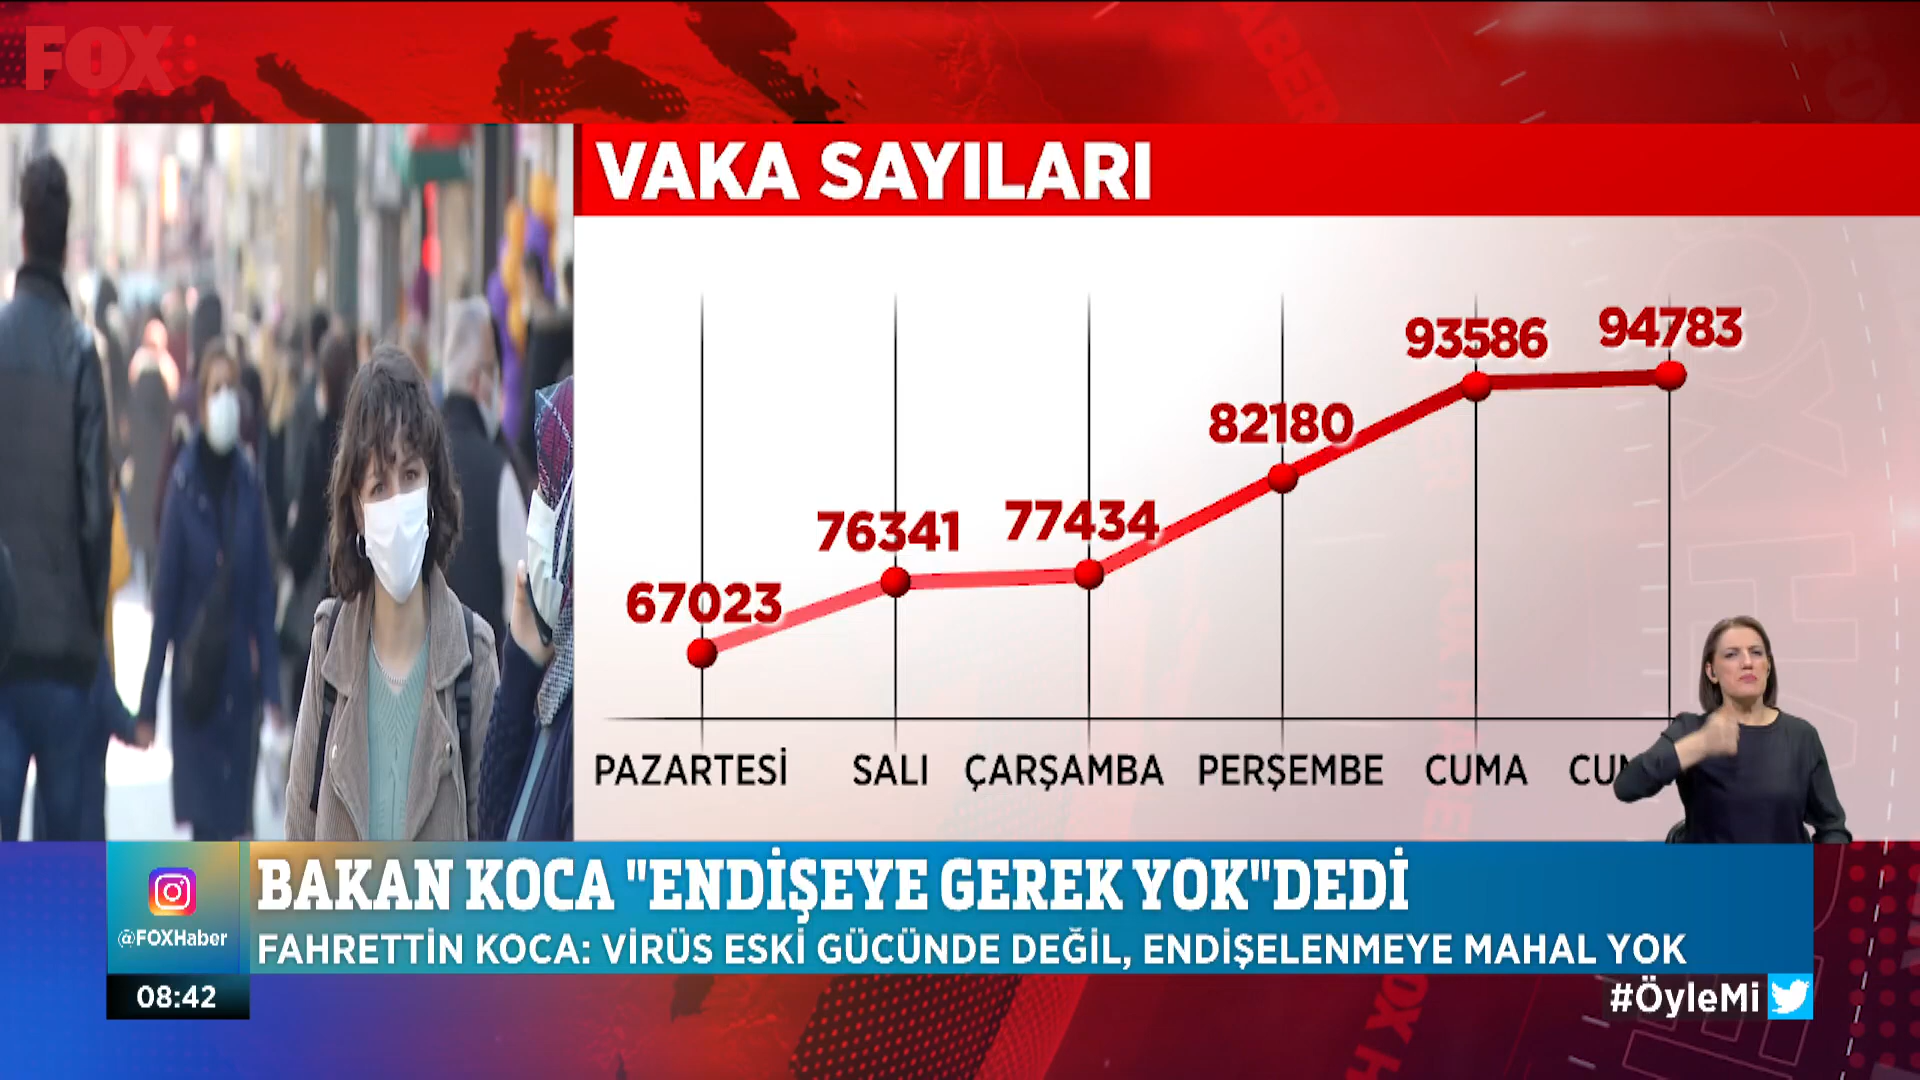 FOX
VAKA SAYILARI
93586 94783
82180
76341 77434
67023
PAZARTESİ SALI ÇARŞAMBA PERŞEMBE CUMA
BAKAN KOCA "ENDİŞEYE GEREK YOK"DEDİ
@FOXHaber
FAHRETTİN KOCA: VİRÜS ESKİ GÜCÜNDE DEĞİL, ENDİŞELENMEYE MAHAL YOK
08:42
#ÖyleMi